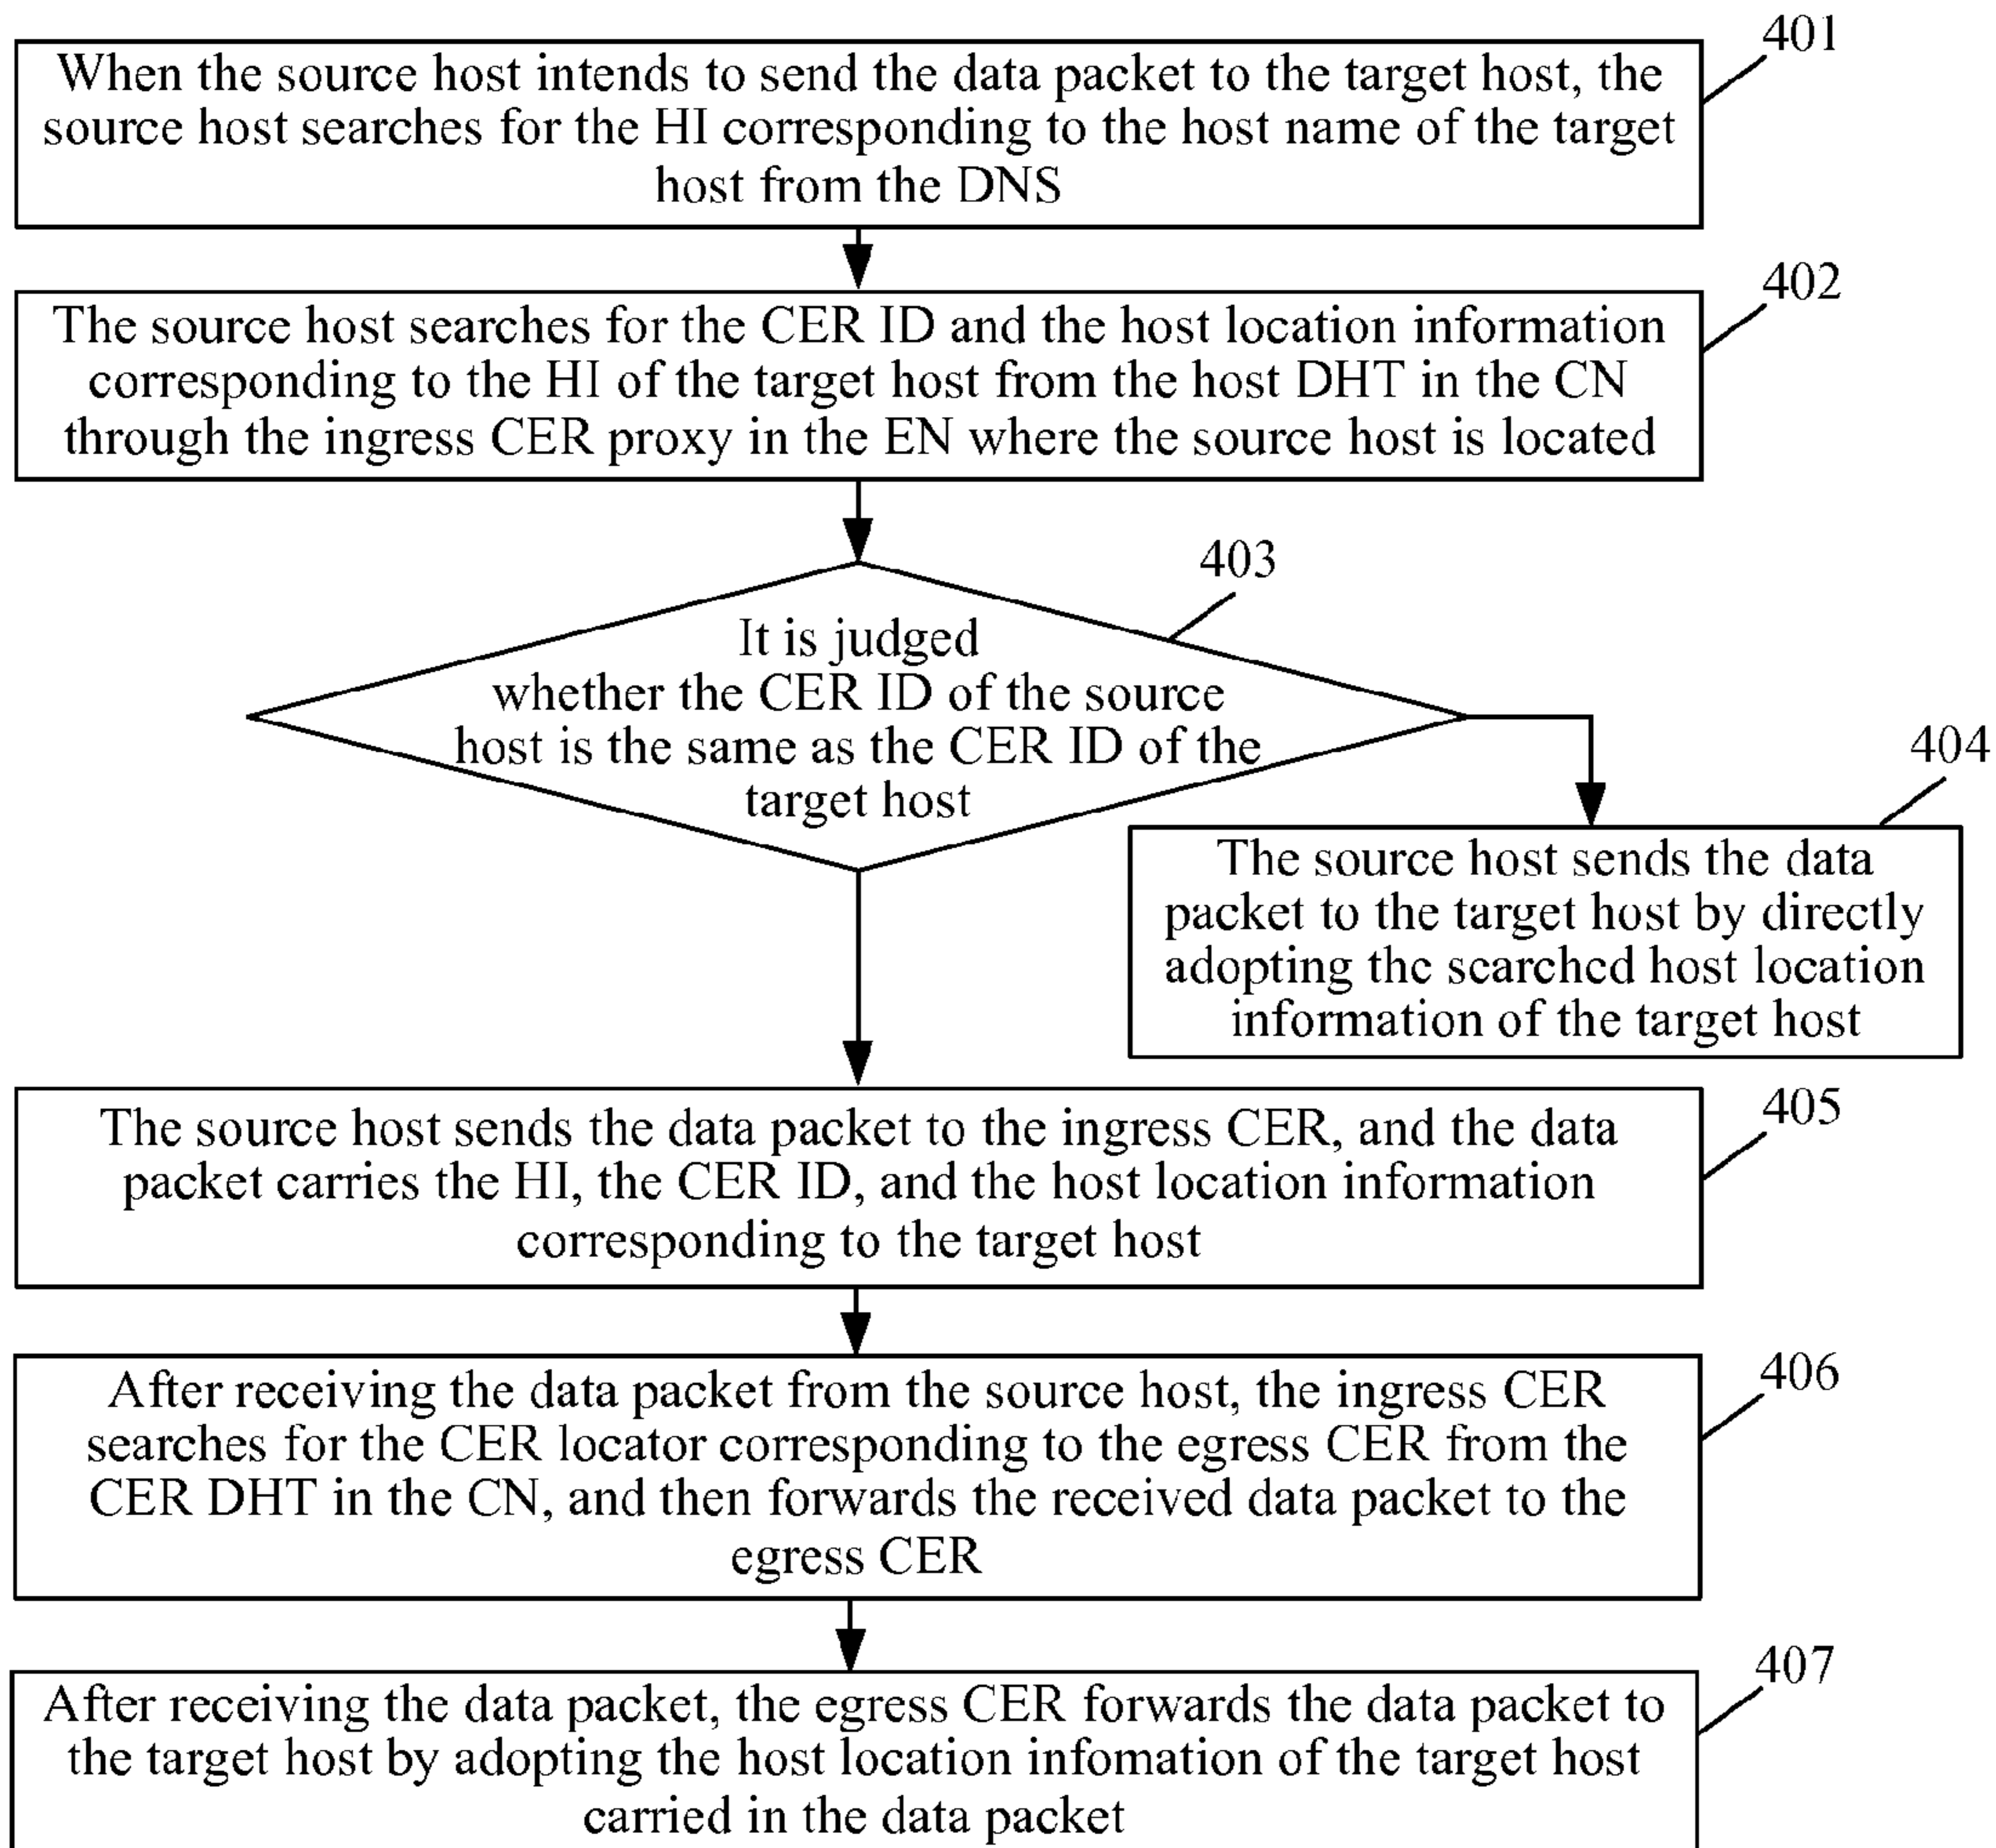 401
When the source host intends to send the data packet to the target host, the
source host searches for the HI corresponding to the host name of the target
host from the DNS
402
The source host searches for the CER ID and the host location information
corresponding to the HI of the target host from the host DHT in the CN
through the ingress CER proxy in the EN where the source host is located
403
It is judged
whether the CER ID of the source
host is the same as the CER ID of the
target host
404
The source host sends the data
packet to the target host by directly
adopting the searched host location
information of the target host
405
The source host sends the data packet to the ingress CER, and the data
packet carries the HI, the CER ID, and the host location information
corresponding to the target host
406
After receiving the data packet from the source host, the ingress CER
searches for the CER locator corresponding to the egress CER from the
CER DHT in the CN, and then forwards the received data packet to the
egress CER
407
After receiving the data packet, the egress CER forwards the data packet to
the target host by adopting the host location infomation of the target host
carried in the data packet